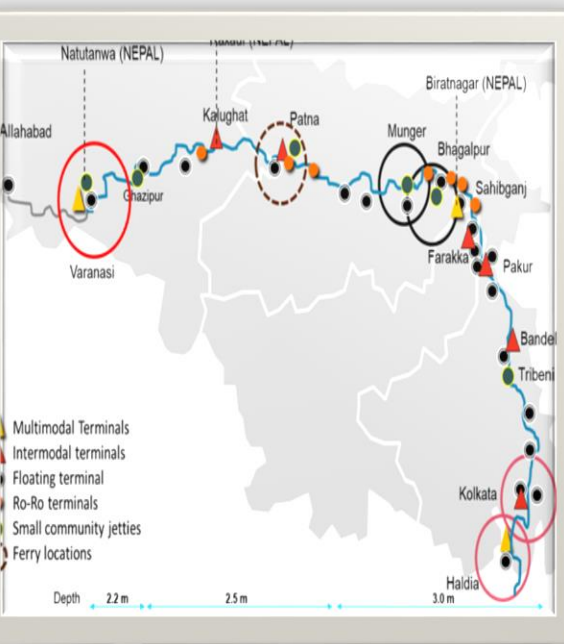 Natutanwa (NEPAL)
Raxaul (NEPAL)
Biratnagar (NEPAL)
Allahabad
Kalughat
Patna
Munger
Bhagalpur
Ghazipur
Sahibganj
Varanasi
Farakka
Pakur
Bandel
Tribeni
Multimodal Terminals
Intermodal terminals
Floating terminal
Ro-Ro terminals
Small community jetties
Ferry locations
Kolkata
Haldia
Depth 2.2 m 2.5 m 3.0 m